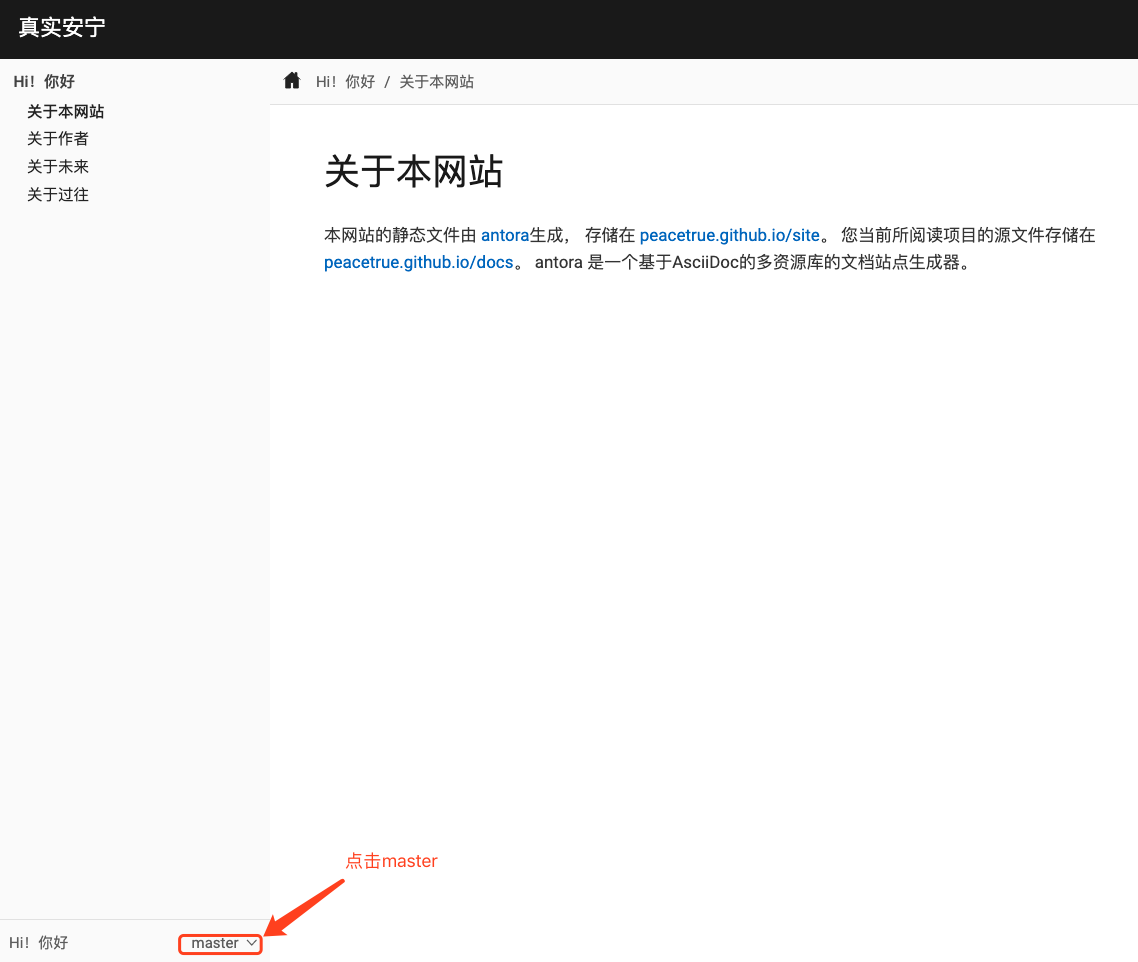 真实安宁
Hi！你好
关于本网站
关于作者
关于未来
关于过往
Hi！你好 / 关于本网站
关于本网站
本网站的静态文件由 antora生成， 存储在 peacetrue.github.io/site。 您当前所阅读项目的源文件存储在
peacetrue.github.io/docs。 antora 是一个基于AsciiDoc的多资源库的文档站点生成器。
点击master
Hi！你好
master